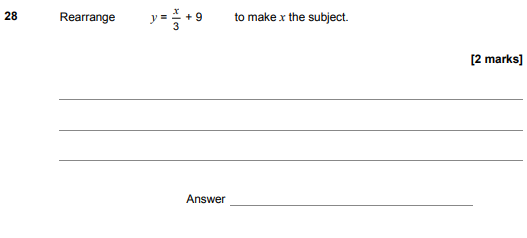 28 Rearrange y = x/3 + 9 to make x the subject.
[2 marks]
Answer